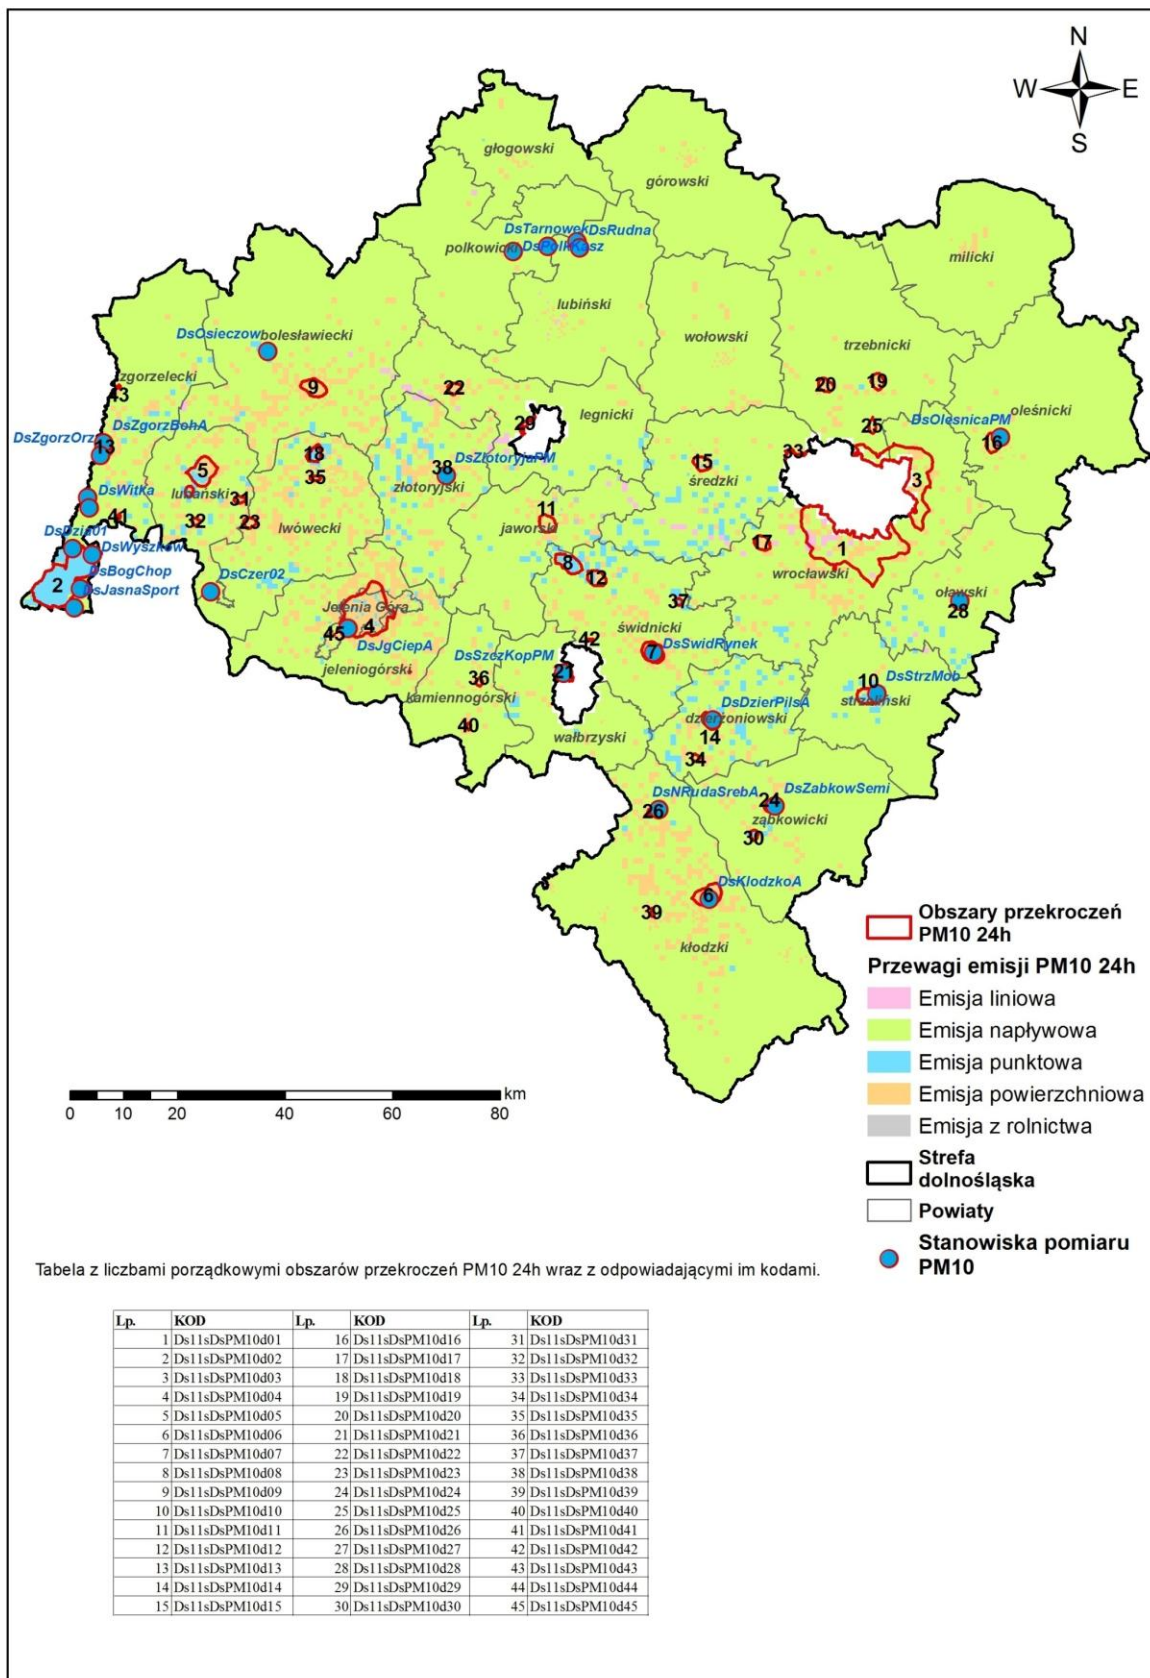 N
W E
S
głogowski
górowski
DsTarnowek DsRudna
polkowicki DsPolkKasz
milicki
lubiński
wołowski
trzebnicki
DsOsieczow bolesławiecki
zgorzelecki
43
9
22
20
19
legnicki
oleśnicki
29
25
DsOlesnicaPM
DsZgorzOrz DsZgorzBohA
13
16
33
18
38 DsZlotoryjaPM
15
średzki
5
35
złotoryjski
3
DsWitka
lubański
31
11
41
32
23
lwówecki
jaworski
17
1
DsDzia01
DsWyszkow
8
wrocławski
2
DsBogChop
12
DsJasnaSport
DsCzer02
37
oławski
28
Jelenia Góra
4
45
DsJgCiepA
świdnicki
42
7 DsSwidRynek
jeleniogórski
DsSzczKopPM
21
36
10 DsStrzMob
kamiennogórski
strzeliński
DsDzierPilsA
dzierżoniowski
40
14
wałbrzyski
34
DsNRudaSrebA
26
24 DsZabkowSemi
ząbkowicki
30
DsKlodzkoA
6
39
kłodzki
Obszary przekroczeń
PM10 24h
Przewagi emisji PM10 24h
Emisja liniowa
Emisja napływowa
Emisja punktowa
Emisja powierzchniowa
Emisja z rolnictwa
Strefa
dolnośląska
Powiaty
Stanowiska pomiaru
PM10
km
0 10 20 40 60 80
Tabela z liczbami porządkowymi obszarów przekroczeń PM10 24h wraz z odpowiadającymi im kodami.
Lp. KOD Lp. KOD Lp. KOD
1 Ds11sDsPM10d01 16 Ds11sDsPM10d16 31 Ds11sDsPM10d31
2 Ds11sDsPM10d02 17 Ds11sDsPM10d17 32 Ds11sDsPM10d32
3 Ds11sDsPM10d03 18 Ds11sDsPM10d18 33 Ds11sDsPM10d33
4 Ds11sDsPM10d04 19 Ds11sDsPM10d19 34 Ds11sDsPM10d34
5 Ds11sDsPM10d05 20 Ds11sDsPM10d20 35 Ds11sDsPM10d35
6 Ds11sDsPM10d06 21 Ds11sDsPM10d21 36 Ds11sDsPM10d36
7 Ds11sDsPM10d07 22 Ds11sDsPM10d22 37 Ds11sDsPM10d37
8 Ds11sDsPM10d08 23 Ds11sDsPM10d23 38 Ds11sDsPM10d38
9 Ds11sDsPM10d09 24 Ds11sDsPM10d24 39 Ds11sDsPM10d39
10 Ds11sDsPM10d10 25 Ds11sDsPM10d25 40 Ds11sDsPM10d40
11 Ds11sDsPM10d11 26 Ds11sDsPM10d26 41 Ds11sDsPM10d41
12 Ds11sDsPM10d12 27 Ds11sDsPM10d27 42 Ds11sDsPM10d42
13 Ds11sDsPM10d13 28 Ds11sDsPM10d28 43 Ds11sDsPM10d43
14 Ds11sDsPM10d14 29 Ds11sDsPM10d29 44 Ds11sDsPM10d44
15 Ds11sDsPM10d15 30 Ds11sDsPM10d30 45 Ds11sDsPM10d45